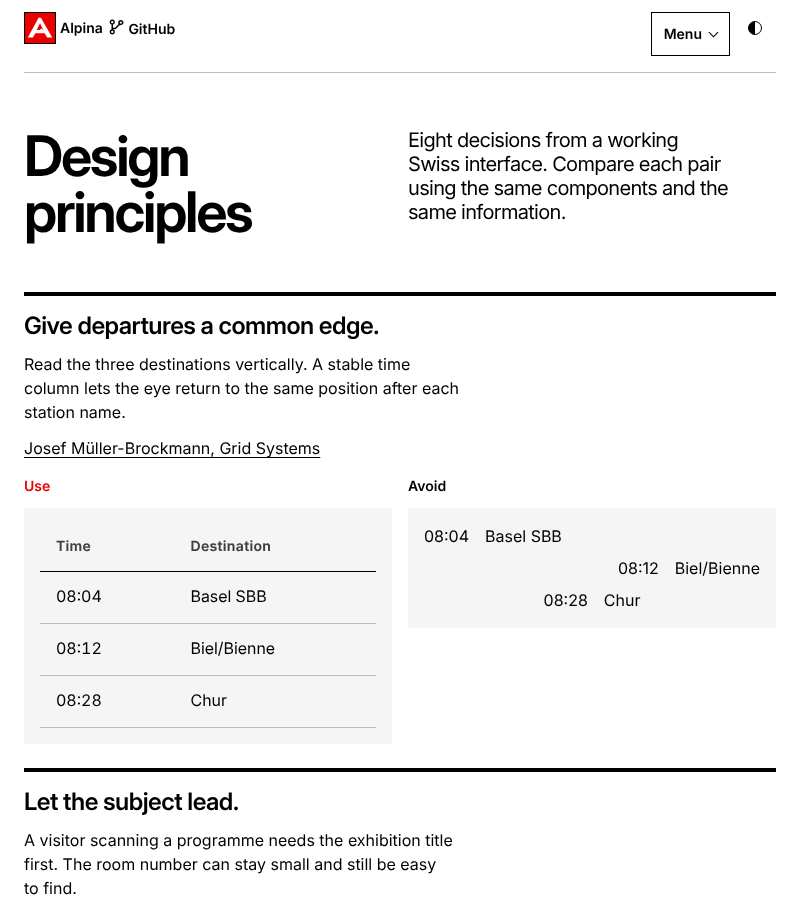 A Alpina GitHub Menu
Design
principles
Eight decisions from a working
Swiss interface. Compare each pair
using the same components and the
same information.
Give departures a common edge.
Read the three destinations vertically. A stable time
column lets the eye return to the same position after each
station name.
Josef Müller-Brockmann, Grid Systems
Use
Time Destination
08:04 Basel SBB
08:12 Biel/Bienne
08:28 Chur
Avoid
08:04 Basel SBB
08:12 Biel/Bienne
08:28 Chur
Let the subject lead.
A visitor scanning a programme needs the exhibition title
first. The room number can stay small and still be easy
to find.